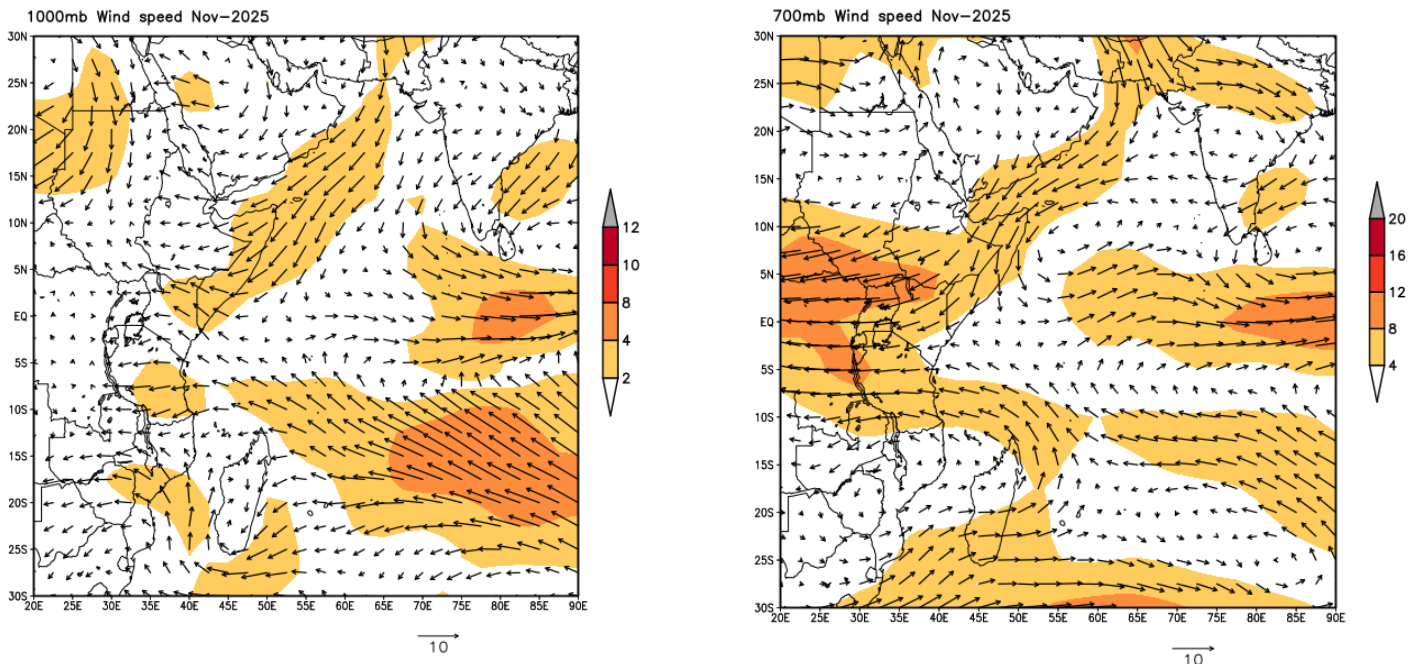 1000mb Wind speed Nov-2025
30N
25N
20N
15N
10N
5N
EQ
5S
10S
15S
20S
25S
30S
20E 25E 30E 35E 40E 45E 50E 55E 60E 65E 70E 75E 80E 85E 90E
12
10
8
4
2
10
700mb Wind speed Nov-2025
30N
25N
20N
15N
10N
5N
EQ
5S
10S
15S
20S
25S
30S
20E 25E 30E 35E 40E 45E 50E 55E 60E 65E 70E 75E 80E 85E 90E
20
16
12
8
4
10